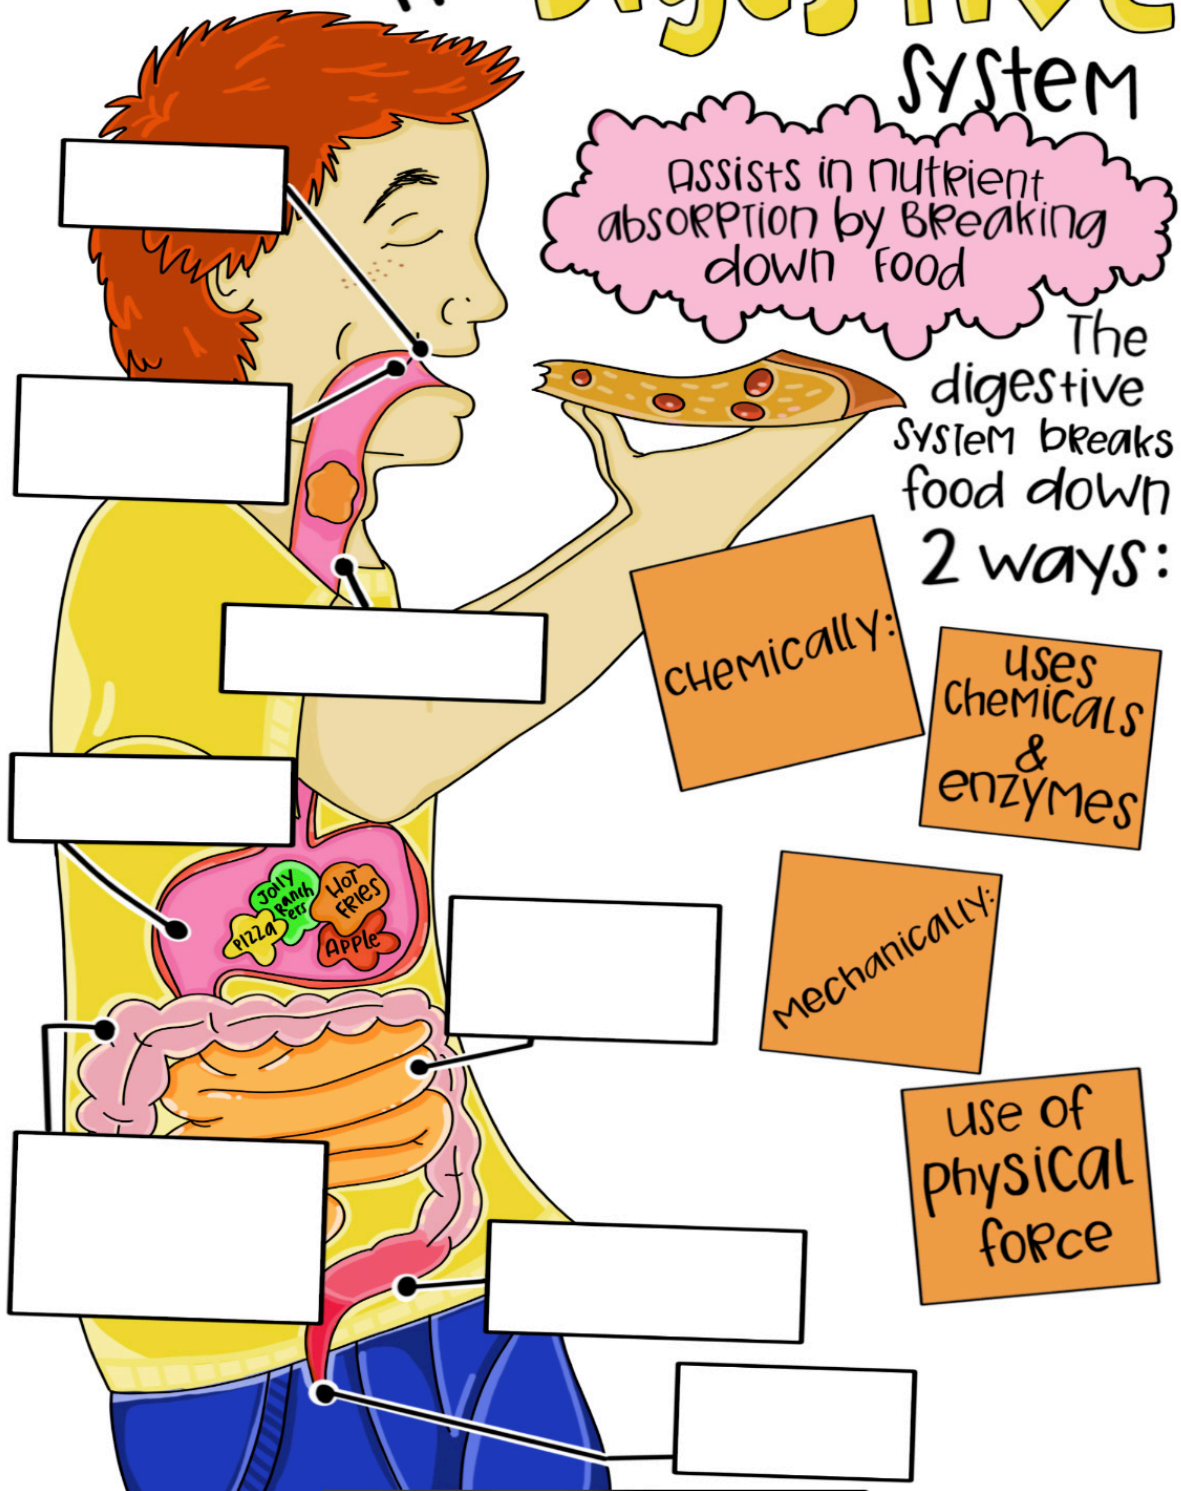 Digestive
system
Assists in nutrient
absorption by Breaking
down food
The
digestive
system breaks
food down
2 ways:
Chemically:
uses
chemicals
&
enzymes
Mechanically:
use of
physical
force
Jolly
Ranch
ers
Hot
Fries
Pizza
Apple